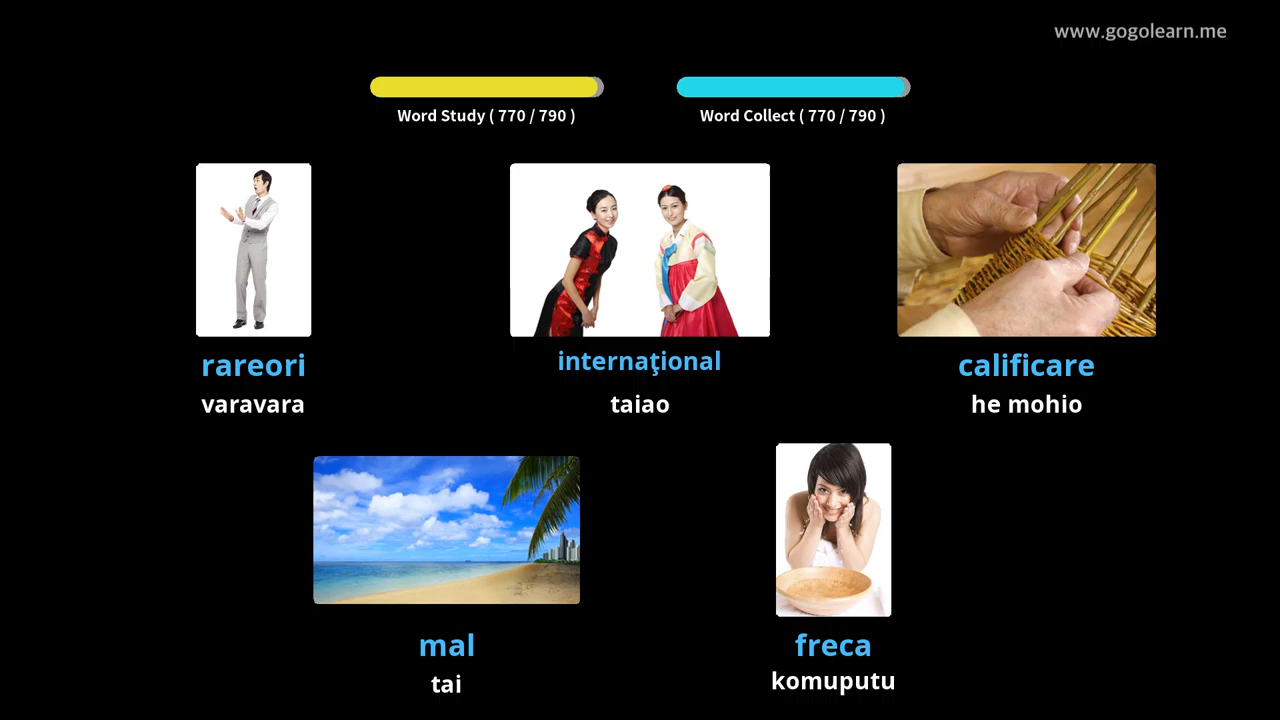 www.gogolearn.me
Word Study ( 770 / 790 )
Word Collect ( 770 / 790 )
rareori
varavara
internaţional
taiao
calificare
he mohio
mal
tai
freca
komuputu